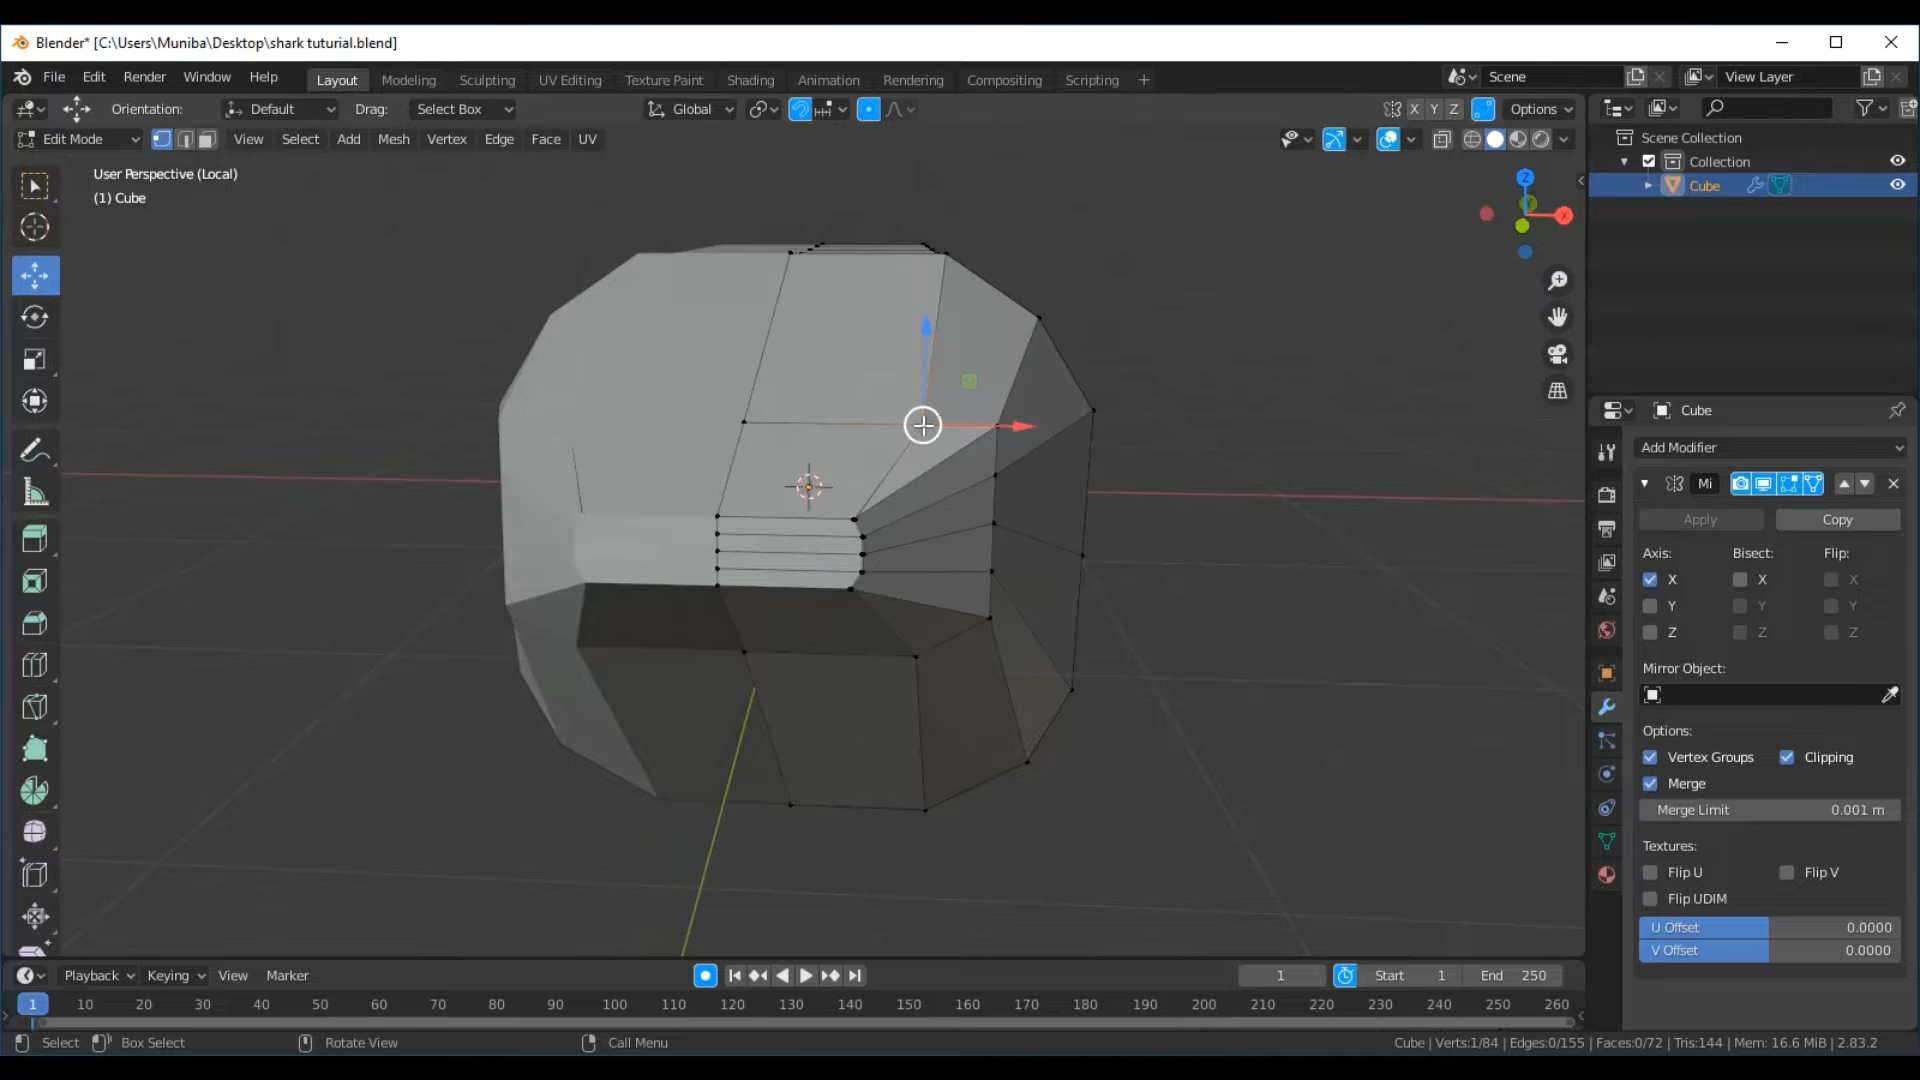 Blender* [C:\Users\Muniba\Desktop\shark tuturial.blend]
File Edit Render Window Help Layout Modeling Sculpting UV Editing Texture Paint Shading Animation Rendering Compositing Scripting + Scene View Layer
Orientation: Default Drag: Select Box Global X Y Z Options
Edit Mode View Select Add Mesh Vertex Edge Face UV
Scene Collection
Collection
Cube
User Perspective (Local)
(1) Cube
Z
X
Cube
Add Modifier
Mi
Apply Copy
Axis: Bisect: Flip:
X X X
Y Y Y
Z Z Z
Mirror Object:
Options:
Vertex Groups Clipping
Merge
Merge Limit 0.001 m
Textures:
Flip U Flip V
Flip UDIM
U Offset 0.0000
V Offset 0.0000
Playback Keying View Marker 1 Start 1 End 250
1 10 20 30 40 50 60 70 80 90 100 110 120 130 140 150 160 170 180 190 200 210 220 230 240 250 260
Select Box Select Rotate View Call Menu Cube | Verts:1/84 | Edges:0/155 | Faces:0/72 | Tris:144 | Mem: 16.6 MiB | 2.83.2